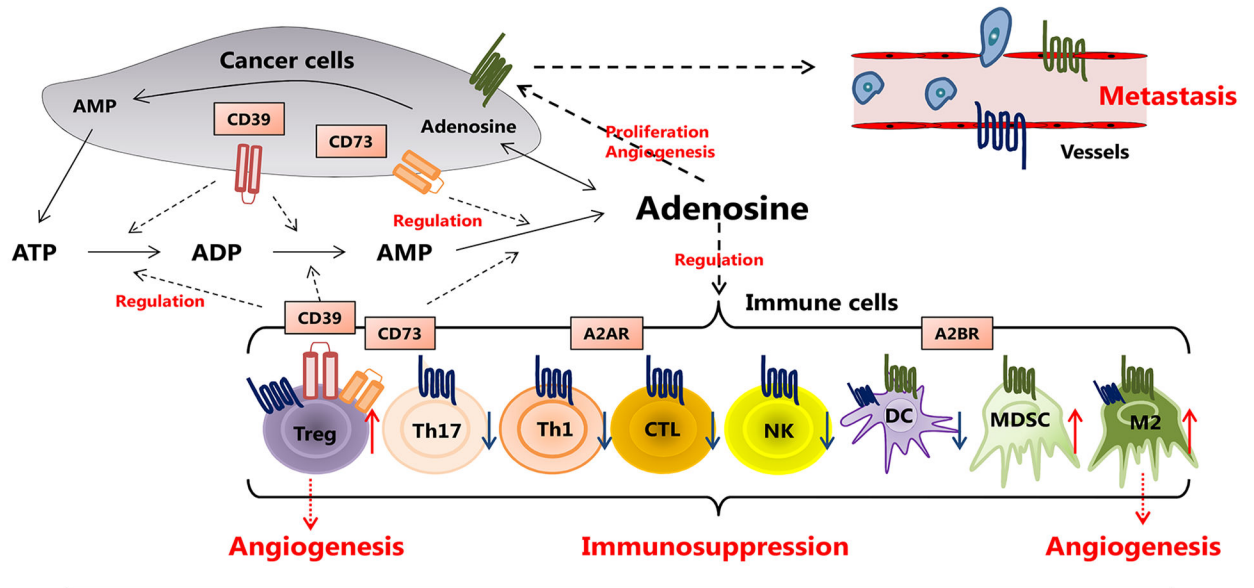 Cancer cells
AMP
CD39
CD73
Adenosine
Proliferation
Angiogenesis
Metastasis
Vessels
Adenosine
Regulation
ATP
ADP
AMP
Regulation
Regulation
Immune cells
CD39
CD73
A2AR
A2BR
Treg
Th17
Th1
CTL
NK
DC
MDSC
M2
Angiogenesis
Immunosuppression
Angiogenesis